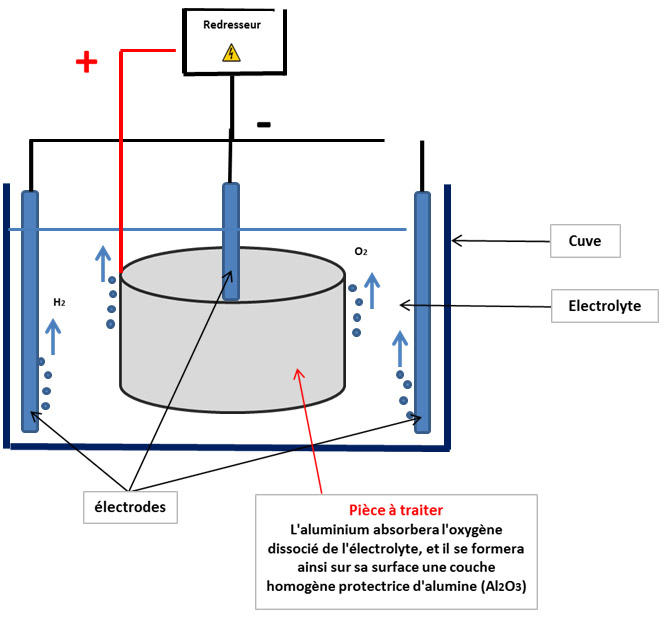 Redresseur
+
-
Cuve
O2
Electrolyte
H2
électrodes
Pièce à traiter
L'aluminium absorbera l'oxygène
dissocié de l'électrolyte, et il se formera
ainsi sur sa surface une couche
homogène protectrice d'alumine (Al2O3)